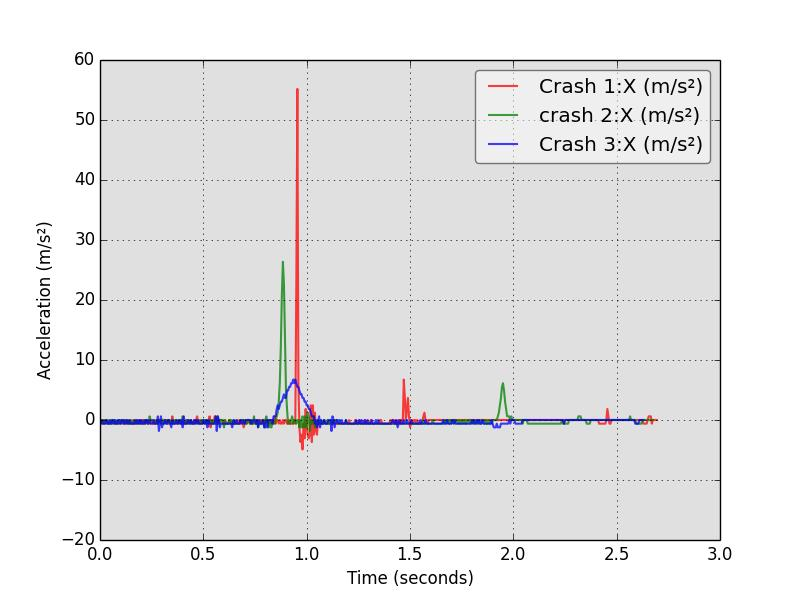 60
50
40
30
20
10
0
−10
−20
Acceleration (m/s²)
Crash 1:X (m/s²)
crash 2:X (m/s²)
Crash 3:X (m/s²)
0.0 0.5 1.0 1.5 2.0 2.5 3.0
Time (seconds)